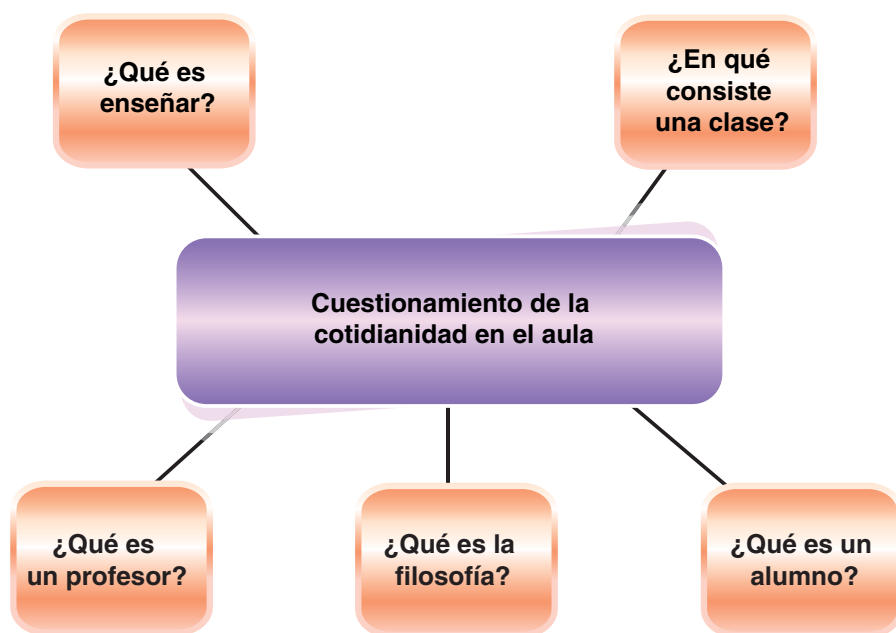 ¿Qué es
enseñar?
¿En qué
consiste
una clase?
Cuestionamiento de la
cotidianidad en el aula
¿Qué es
un profesor?
¿Qué es la
filosofía?
¿Qué es un
alumno?